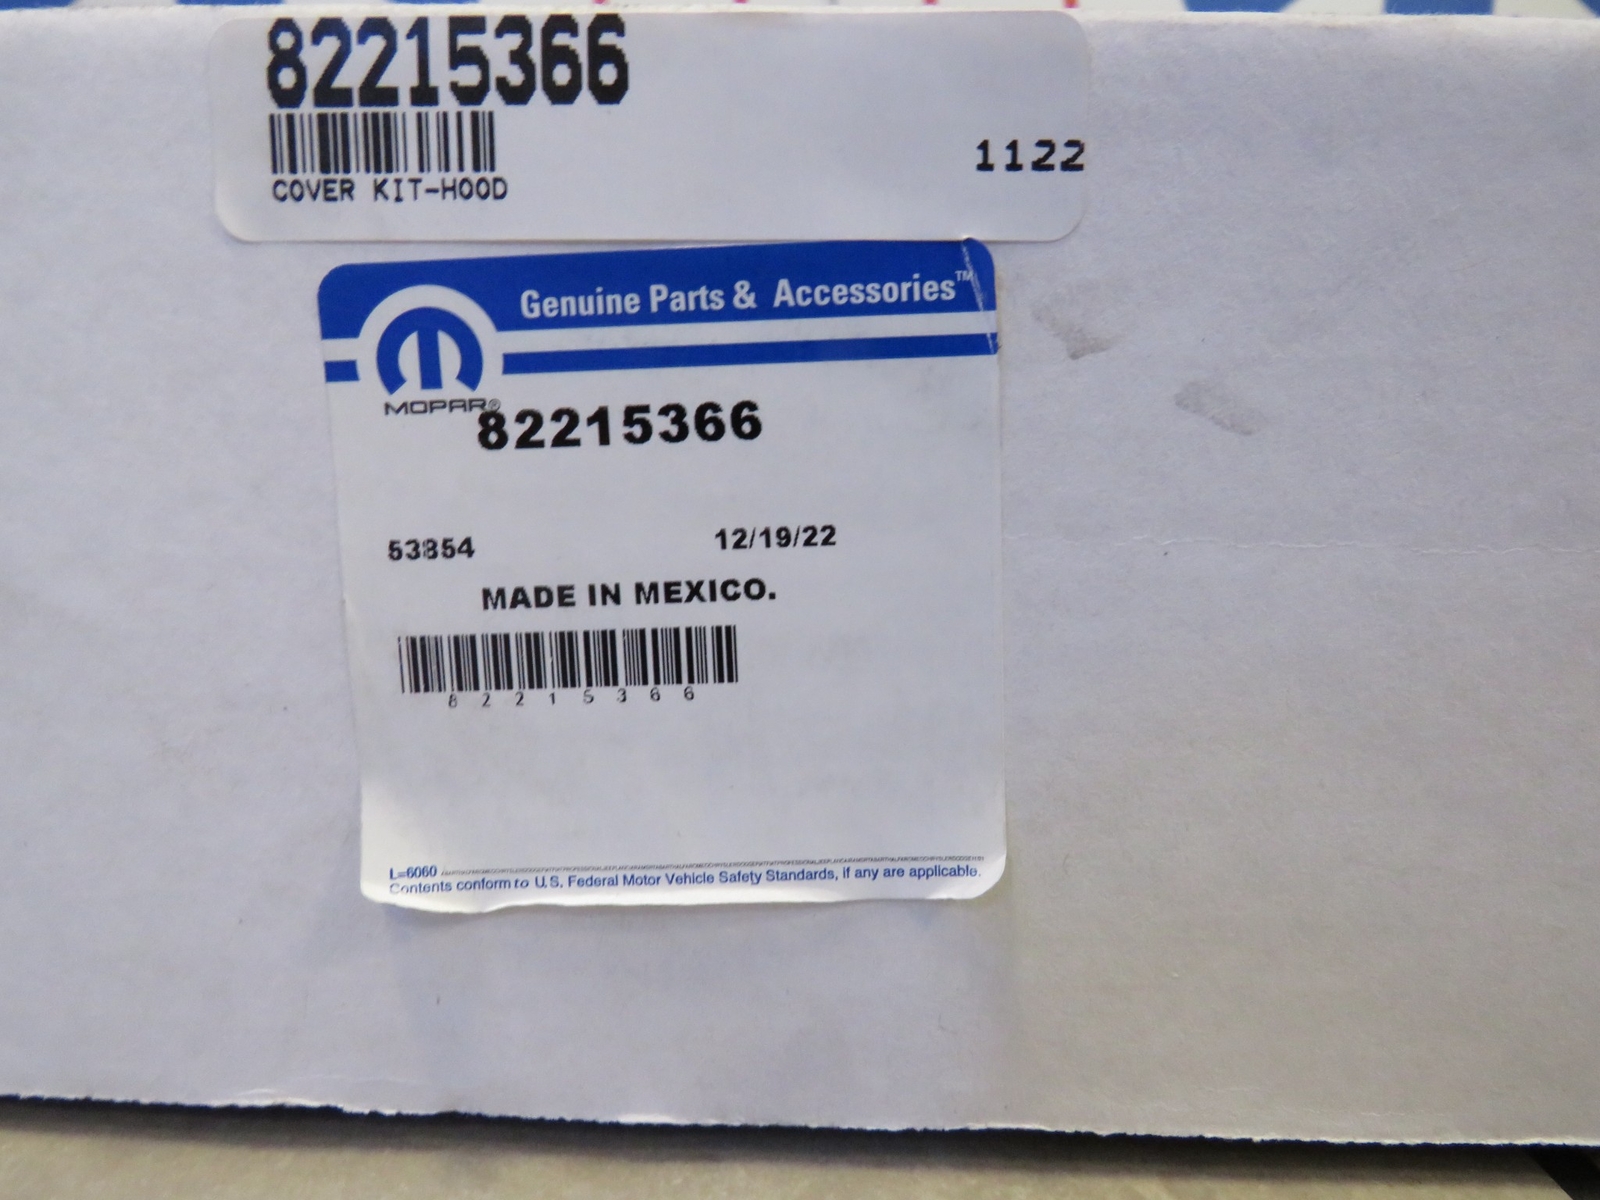 82215366
1122
COVER KIT-HOOD
Genuine Parts & Accessories™
MOPAR®
82215366
53854 12/19/22
MADE IN MEXICO.
8 2 2 1 5 3 6 6
L=6060
Contents conform to U.S. Federal Motor Vehicle Safety Standards, if any are applicable.